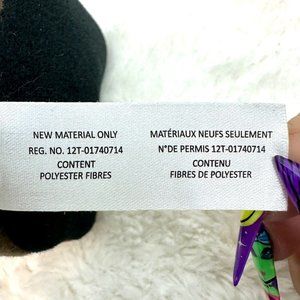 NEW MATERIAL ONLY
REG. NO. 12T-01740714
CONTENT
POLYESTER FIBRES
MATÉRIAUX NEUFS SEULEMENT
N°DE PERMIS 12T-01740714
CONTENU
FIBRES DE POLYESTER